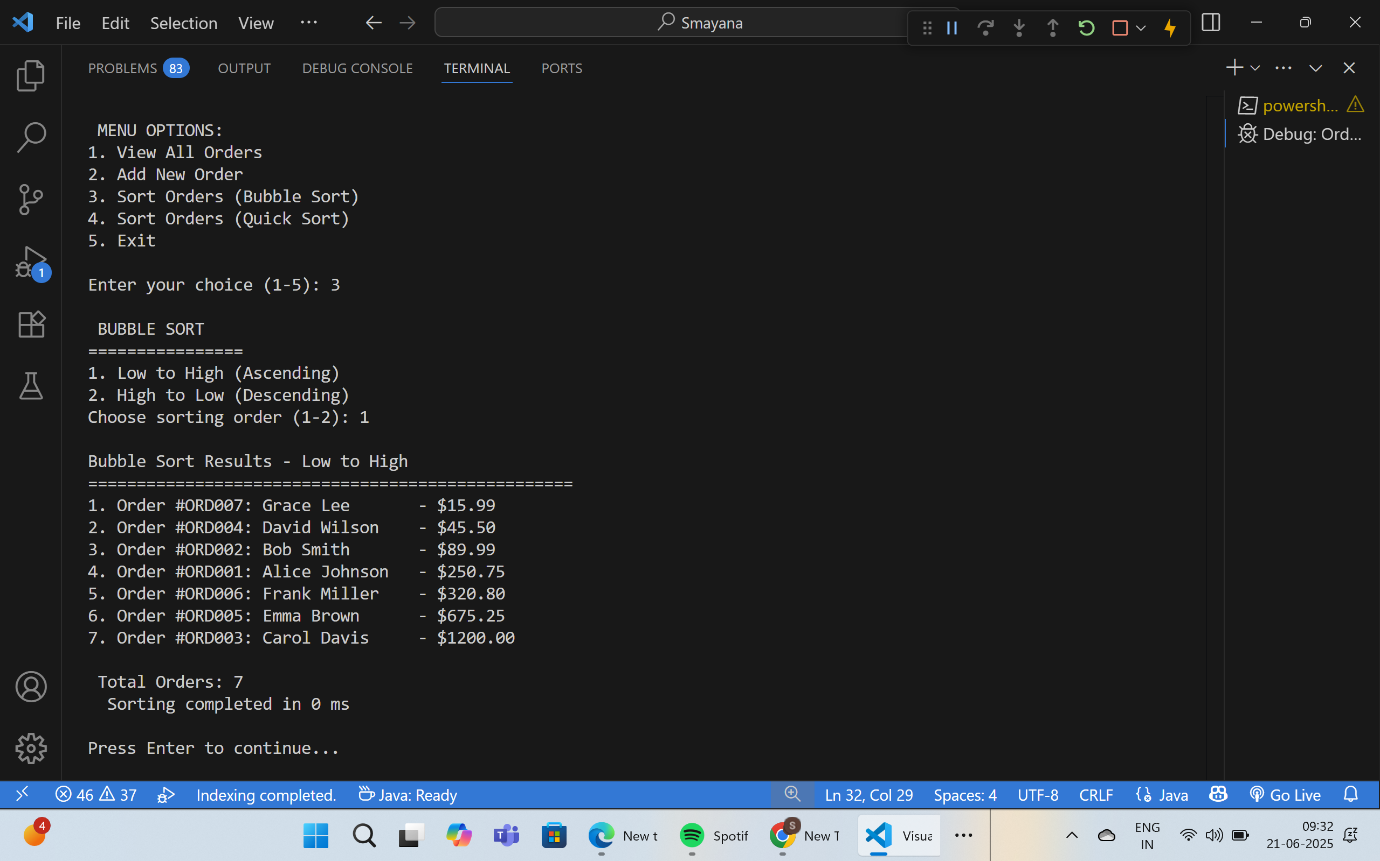 File Edit Selection View ··· Smayana
PROBLEMS 83 OUTPUT DEBUG CONSOLE TERMINAL PORTS
powersh...
Debug: Ord...
1
MENU OPTIONS:
1. View All Orders
2. Add New Order
3. Sort Orders (Bubble Sort)
4. Sort Orders (Quick Sort)
5. Exit
Enter your choice (1-5): 3
BUBBLE SORT
================
1. Low to High (Ascending)
2. High to Low (Descending)
Choose sorting order (1-2): 1
Bubble Sort Results - Low to High
==================================================
1. Order #ORD007: Grace Lee - $15.99
2. Order #ORD004: David Wilson - $45.50
3. Order #ORD002: Bob Smith - $89.99
4. Order #ORD001: Alice Johnson - $250.75
5. Order #ORD006: Frank Miller - $320.80
6. Order #ORD005: Emma Brown - $675.25
7. Order #ORD003: Carol Davis - $1200.00
Total Orders: 7
Sorting completed in 0 ms
Press Enter to continue...
46 37 Indexing completed. Java: Ready Ln 32, Col 29 Spaces: 4 UTF-8 CRLF Java Go Live
4 New t Spotif S New T Visua ENG 09:32
IN 21-06-2025